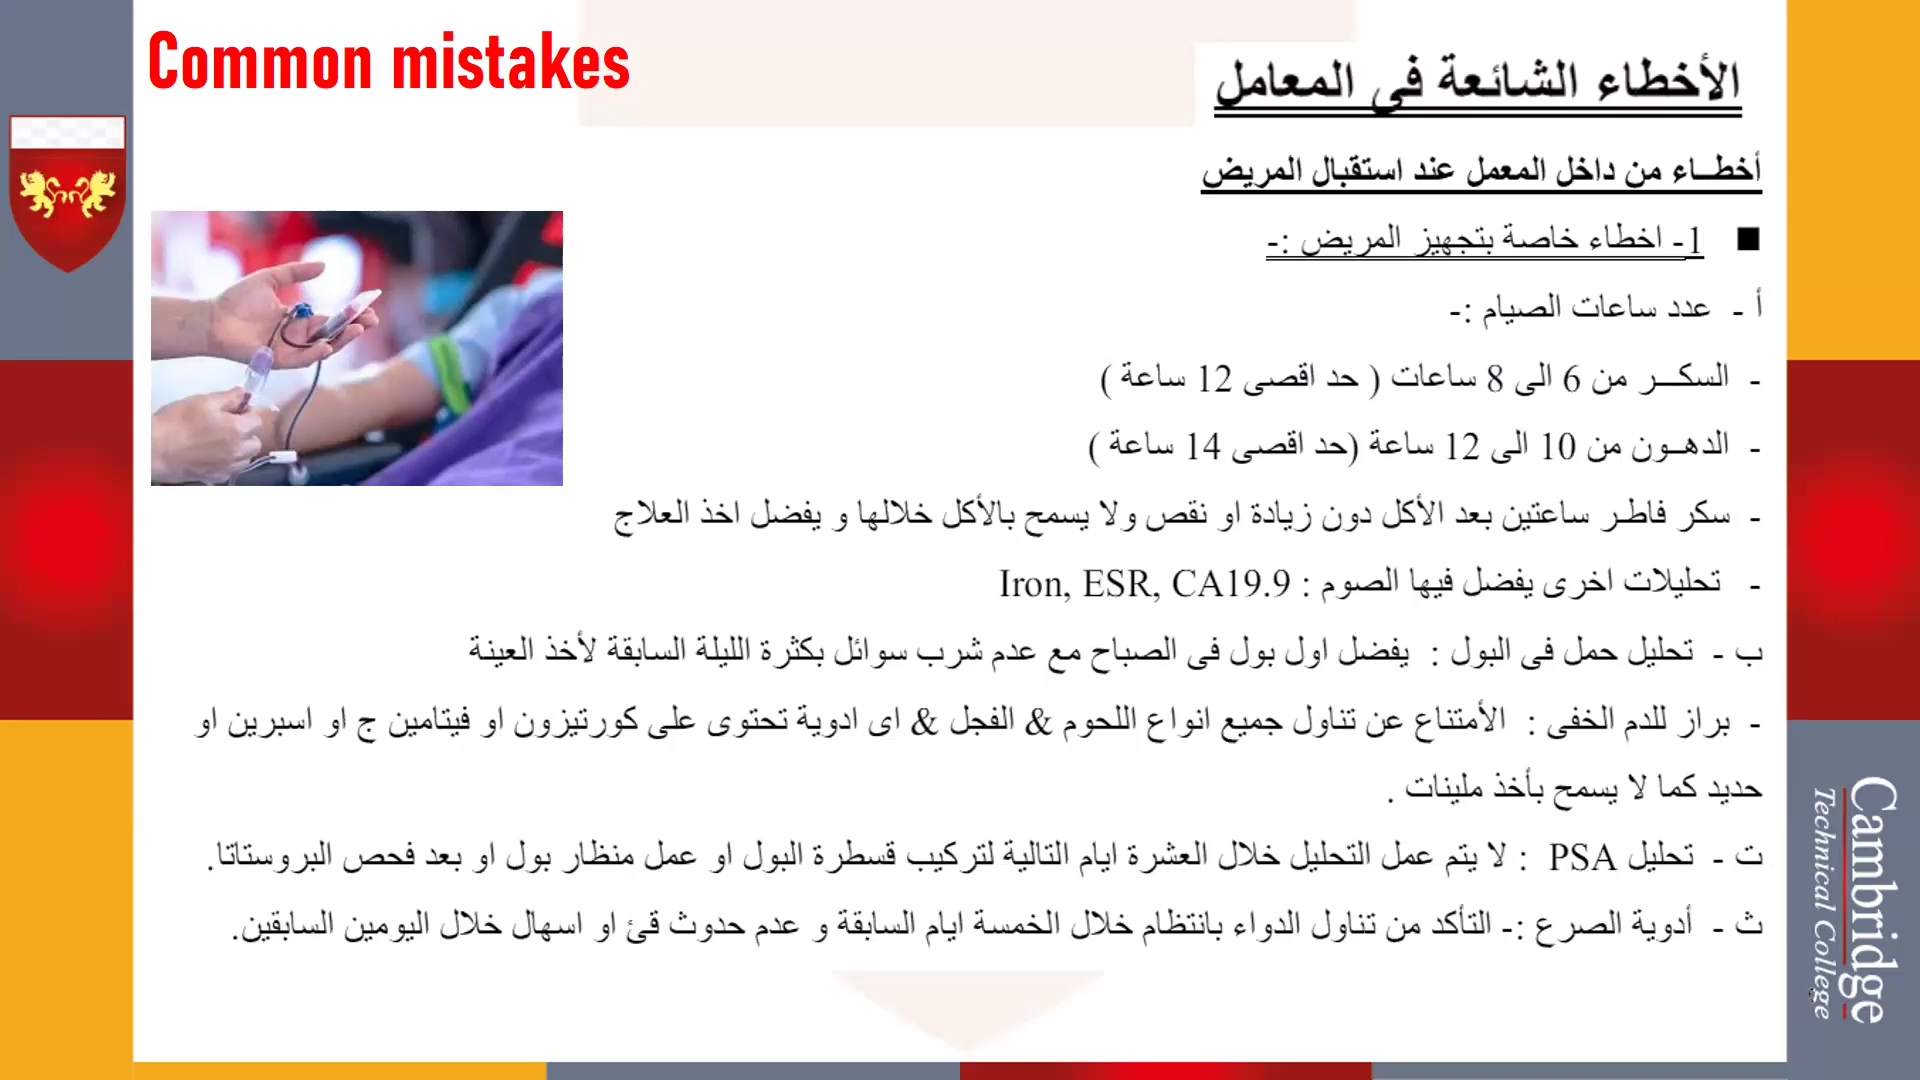 Common mistakes
الأخطاء الشائعة فى المعامل
أخطــاء من داخل المعمل عند استقبال المريض
1- اخطاء خاصة بتجهيز المريض :-
أ - عدد ساعات الصيام :-
- السكــر من 6 الى 8 ساعات ( حد اقصى 12 ساعة )
- الدهــون من 10 الى 12 ساعة (حد اقصى 14 ساعة )
- سكر فاطر ساعتين بعد الأكل دون زيادة او نقص ولا يسمح بالأكل خلالها و يفضل اخذ العلاج
- تحليلات اخرى يفضل فيها الصوم : Iron, ESR, CA19.9
ب - تحليل حمل فى البول : يفضل اول بول فى الصباح مع عدم شرب سوائل بكثرة الليلة السابقة لأخذ العينة
- براز للدم الخفى : الأمتناع عن تناول جميع انواع اللحوم & الفجل & اى ادوية تحتوى على كورتيزون او فيتامين ج او اسبرين او
حديد كما لا يسمح بأخذ ملينات .
ت - تحليل PSA : لا يتم عمل التحليل خلال العشرة ايام التالية لتركيب قسطرة البول او عمل منظار بول او بعد فحص البروستاتا.
ث - أدوية الصرع :- التأكد من تناول الدواء بانتظام خلال الخمسة ايام السابقة و عدم حدوث قئ او اسهال خلال اليومين السابقين.
Cambridge
Technical College